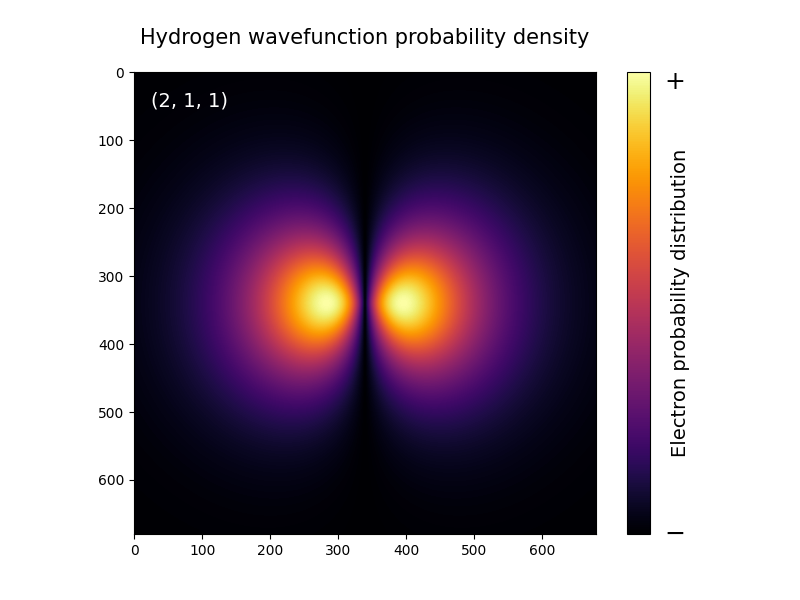 Hydrogen wavefunction probability density
(2, 1, 1)
0
100
200
300
400
500
600
0 100 200 300 400 500 600
+
Electron probability distribution
−